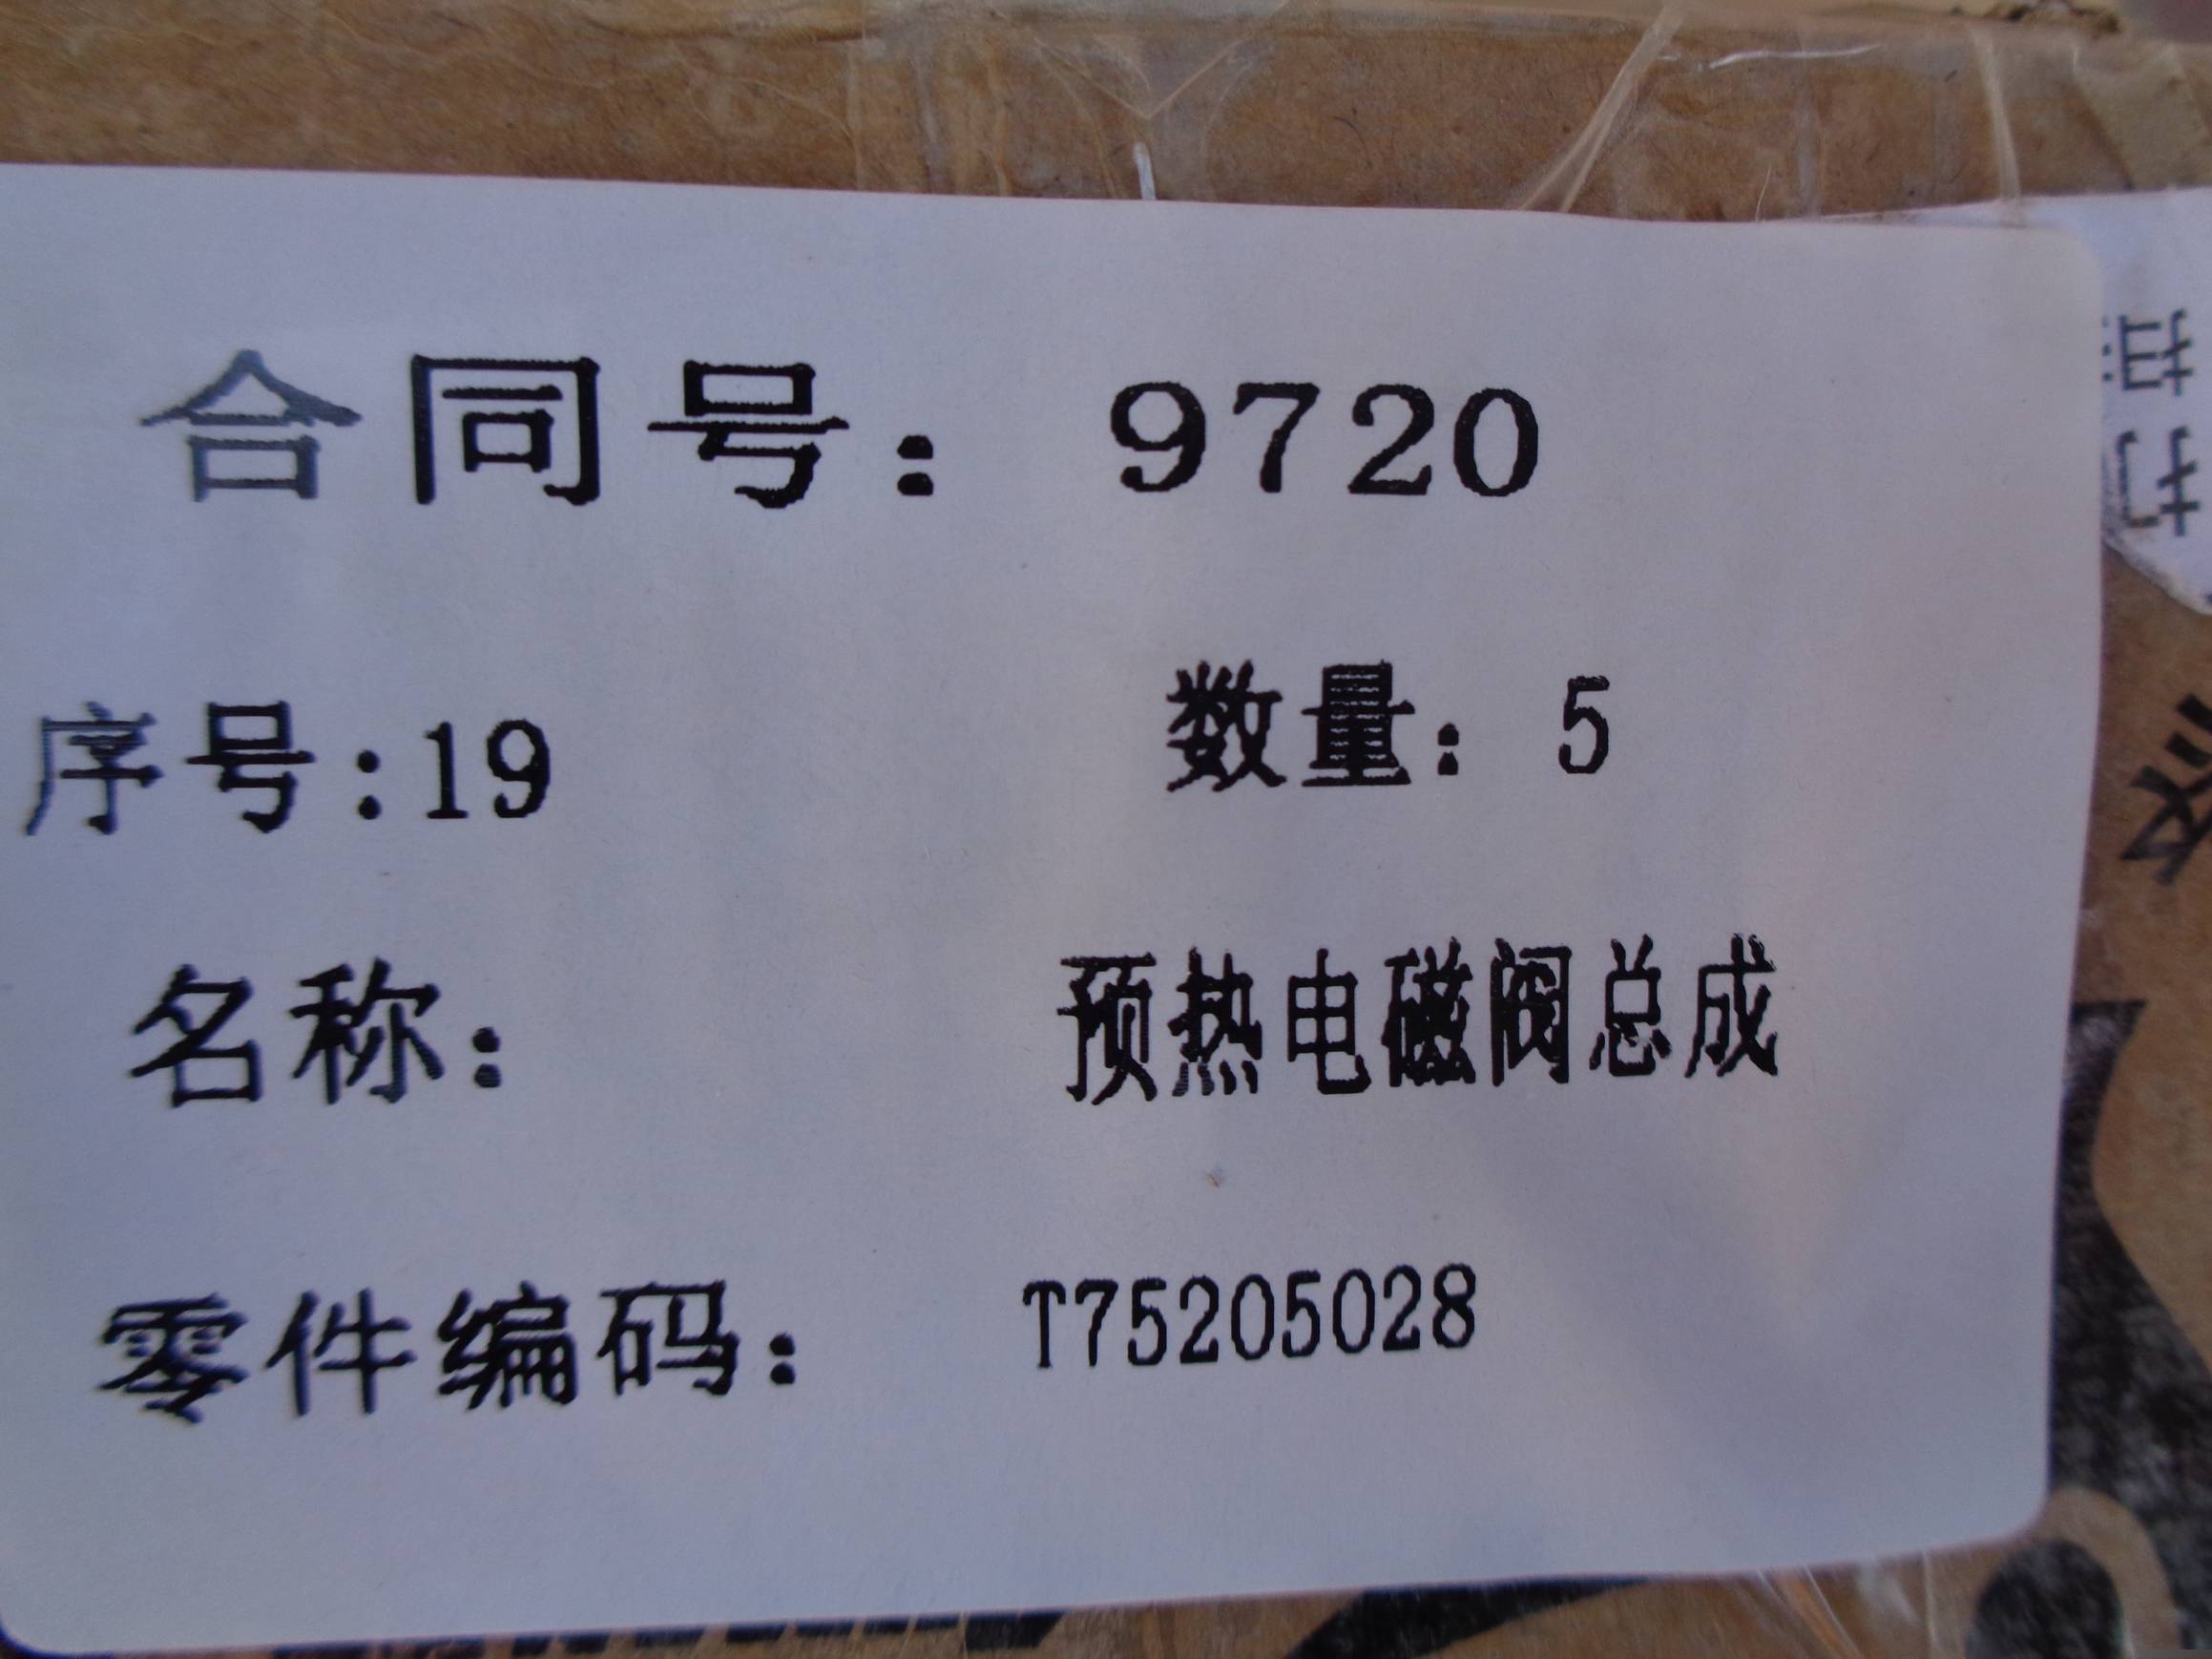 合同号： 9720
序号:19 数量：5
名称： 预热电磁阀总成
零件编码： T75205028